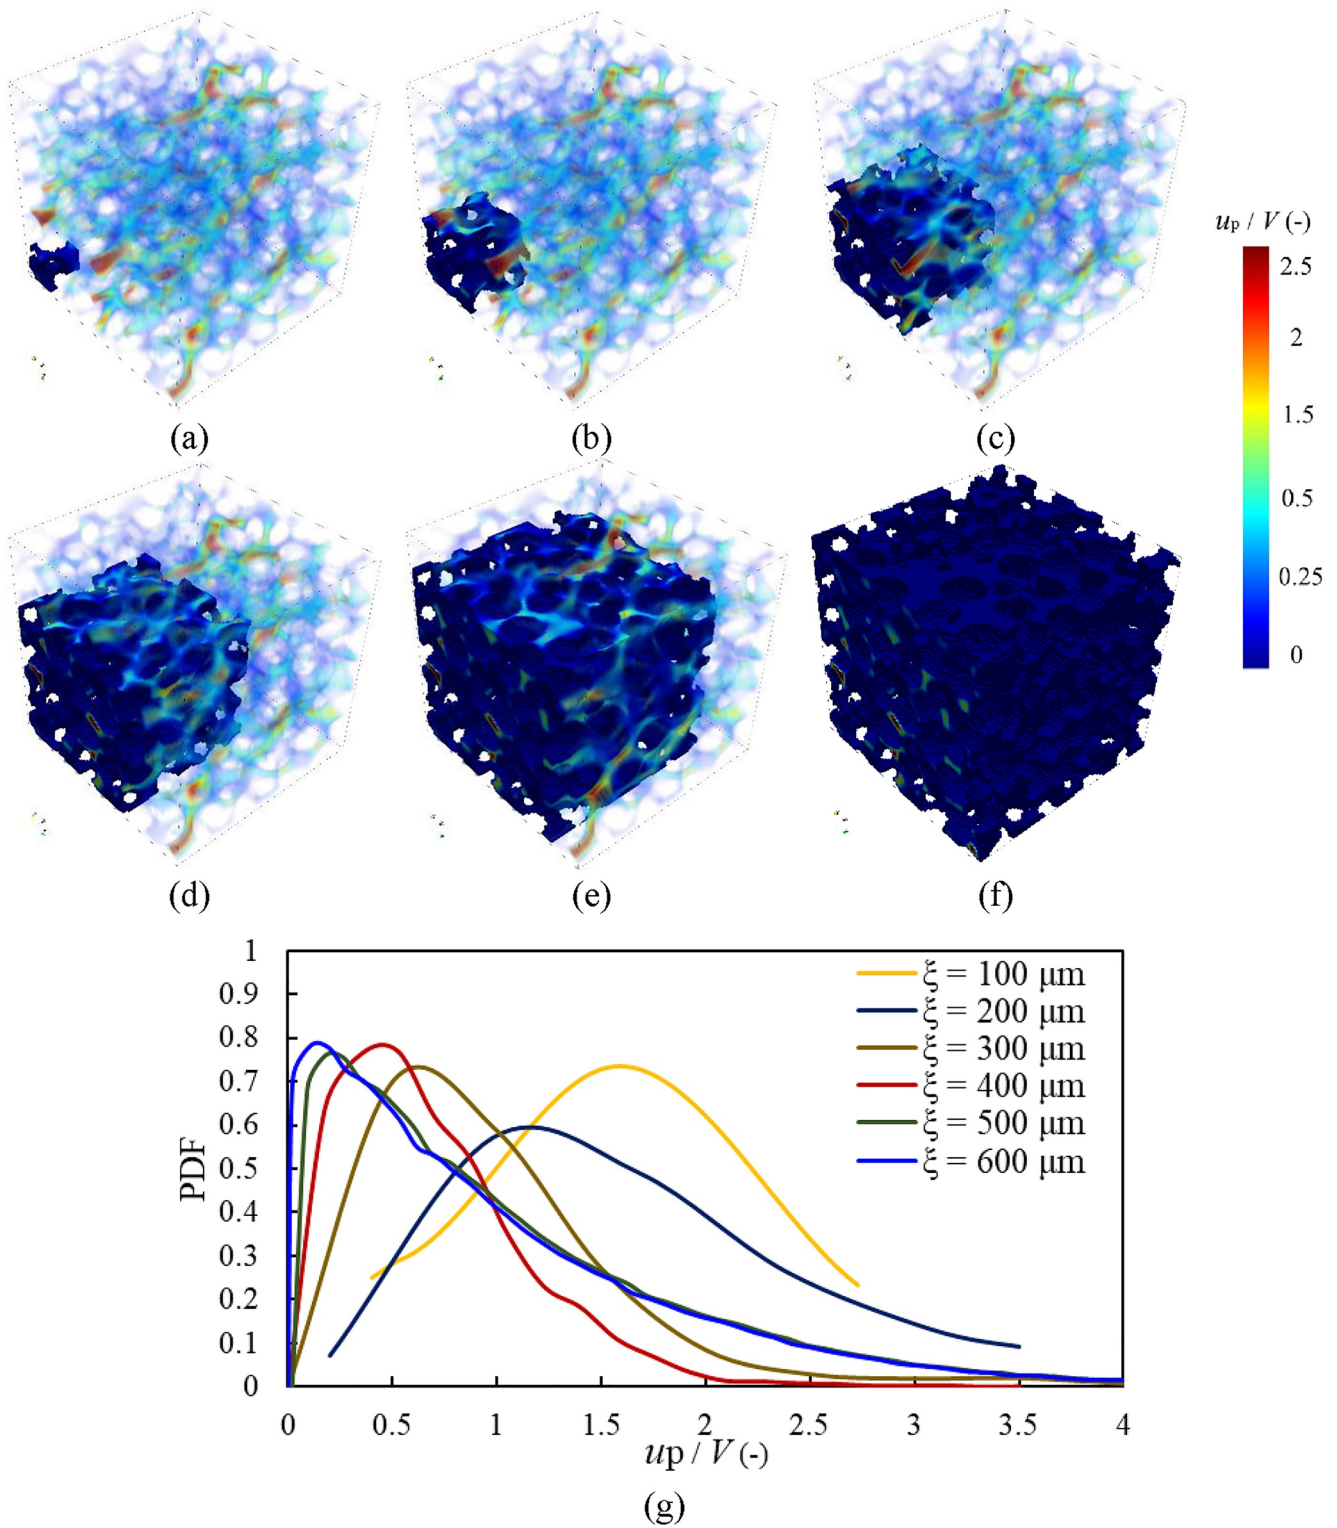 (a)
(b)
(c)
u_p / V (-)
2.5
2
1.5
0.5
0.25
0
(d)
(e)
(f)
1
0.9
0.8
0.7
0.6
0.5
0.4
0.3
0.2
0.1
0
PDF
ξ = 100 μm
ξ = 200 μm
ξ = 300 μm
ξ = 400 μm
ξ = 500 μm
ξ = 600 μm
0 0.5 1 1.5 2 2.5 3 3.5 4
up / V (-)
(g)